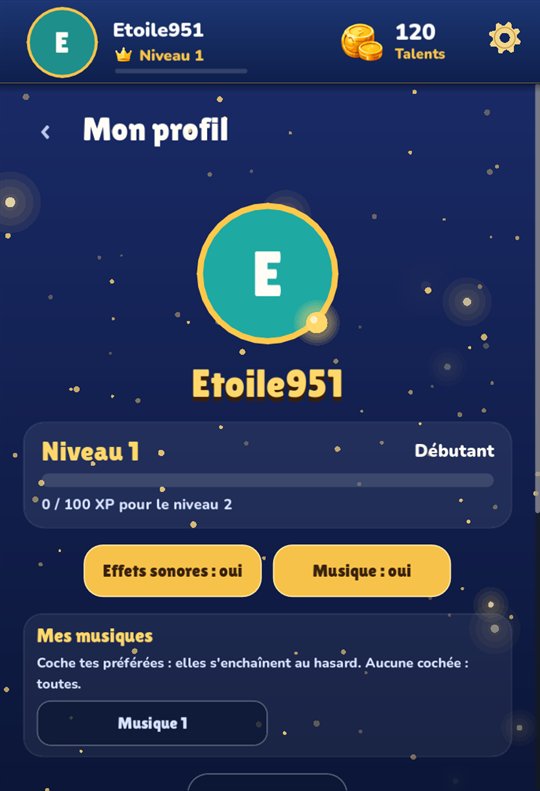 E
Etoile951
Niveau 1
120
Talents
Mon profil
E
Etoile951
Niveau 1
Débutant
0 / 100 XP pour le niveau 2
Effets sonores : oui
Musique : oui
Mes musiques
Coche tes préférées : elles s'enchaînent au hasard. Aucune cochée :
toutes.
Musique 1